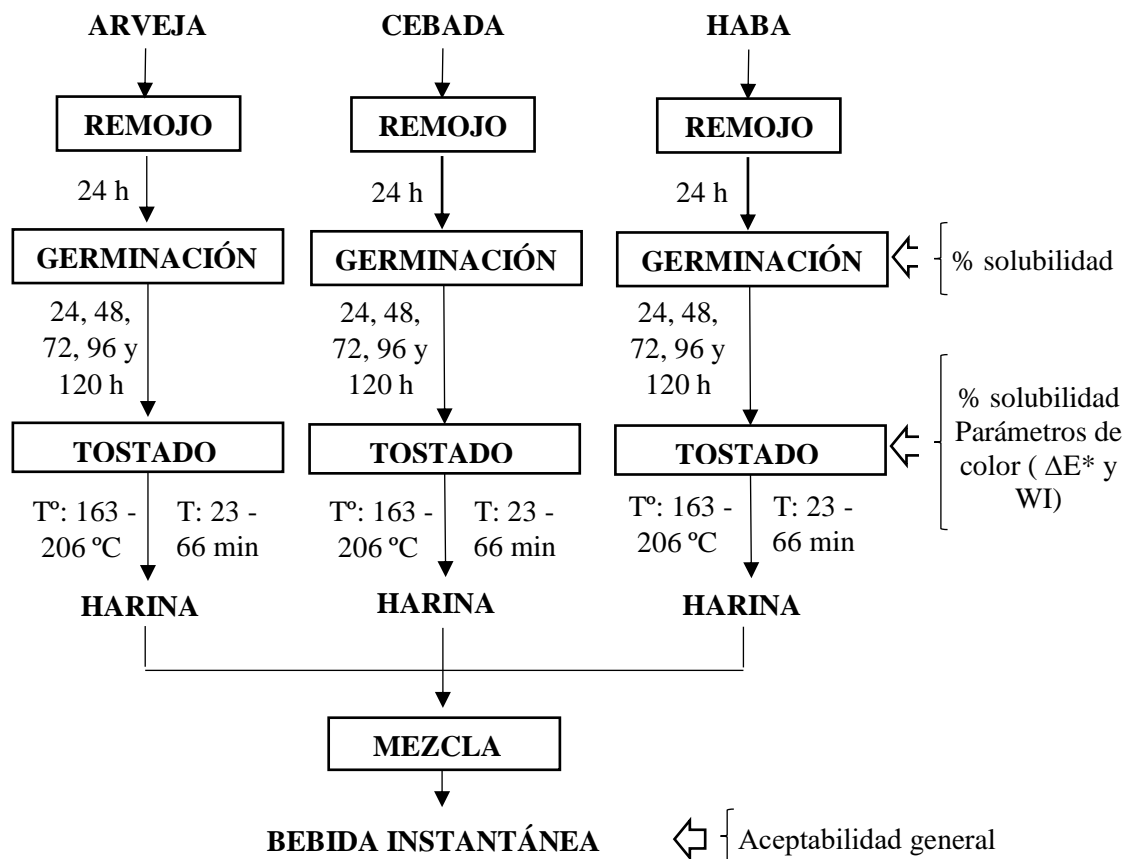 ARVEJA
CEBADA
HABA
REMOJO
REMOJO
REMOJO
24 h
24 h
24 h
GERMINACIÓN
GERMINACIÓN
GERMINACIÓN
% solubilidad
24, 48,
72, 96 y
120 h
24, 48,
72, 96 y
120 h
24, 48,
72, 96 y
120 h
TOSTADO
TOSTADO
TOSTADO
% solubilidad
Parámetros de
color ( ΔE* y
WI)
Tº: 163 -
206 ºC
T: 23 -
66 min
Tº: 163 -
206 ºC
T: 23 -
66 min
Tº: 163 -
206 ºC
T: 23 -
66 min
HARINA
HARINA
HARINA
MEZCLA
BEBIDA INSTANTÁNEA
Aceptabilidad general